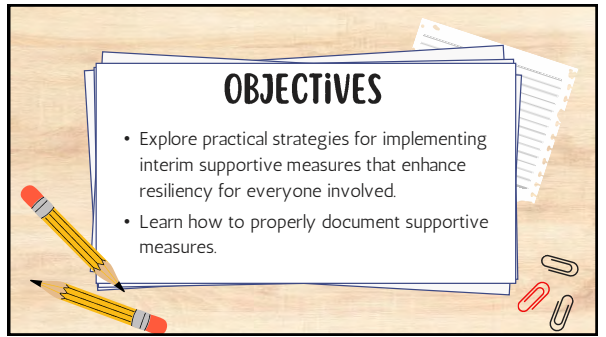 OBJECTIVES
• Explore practical strategies for implementing
interim supportive measures that enhance
resiliency for everyone involved.
• Learn how to properly document supportive
measures.